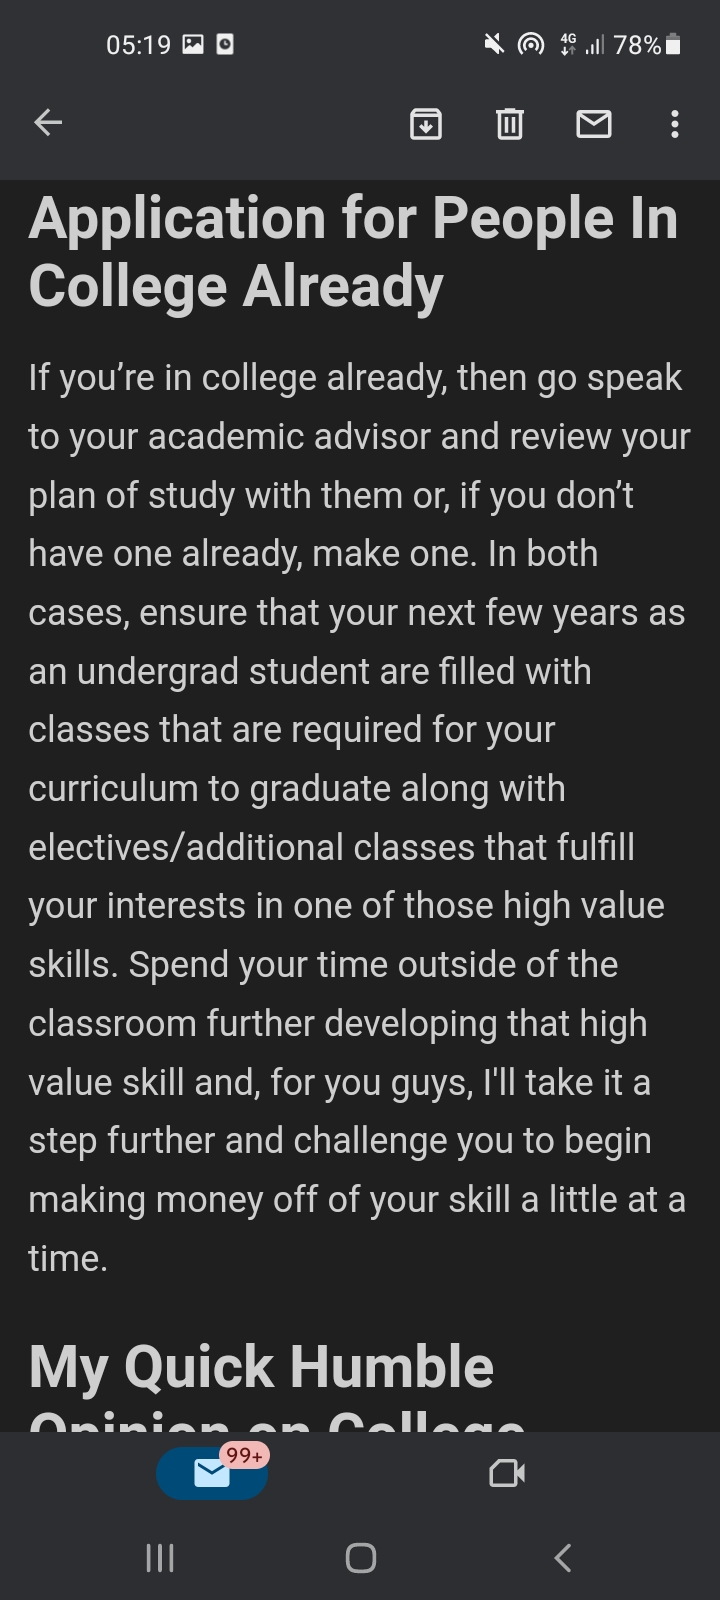 05:19
4G
78%
Application for People In
College Already
If you’re in college already, then go speak
to your academic advisor and review your
plan of study with them or, if you don’t
have one already, make one. In both
cases, ensure that your next few years as
an undergrad student are filled with
classes that are required for your
curriculum to graduate along with
electives/additional classes that fulfill
your interests in one of those high value
skills. Spend your time outside of the
classroom further developing that high
value skill and, for you guys, I'll take it a
step further and challenge you to begin
making money off of your skill a little at a
time.
My Quick Humble
Opinion on College
99+